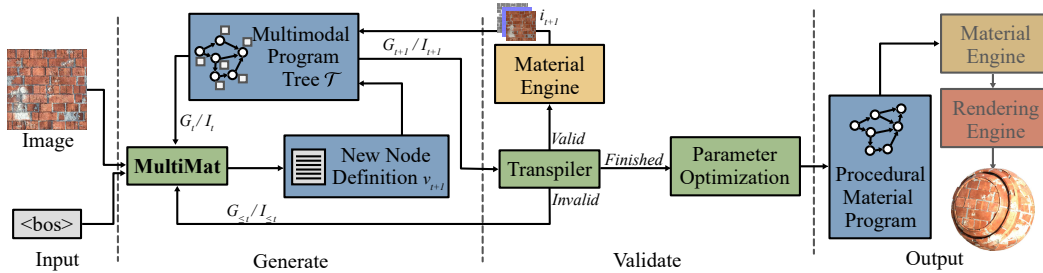 Image
<bos>
Input
Multimodal
Program
Tree 𝒯
G_t / I_t
MultiMat
New Node
Definition v_{t+1}
G_{t+1} / I_{t+1}
G_{≤t} / I_{≤t}
Generate
i_{t+1}
Material
Engine
Valid
Transpiler
Finished
Invalid
Parameter
Optimization
Validate
Procedural
Material
Program
Material
Engine
Rendering
Engine
Output